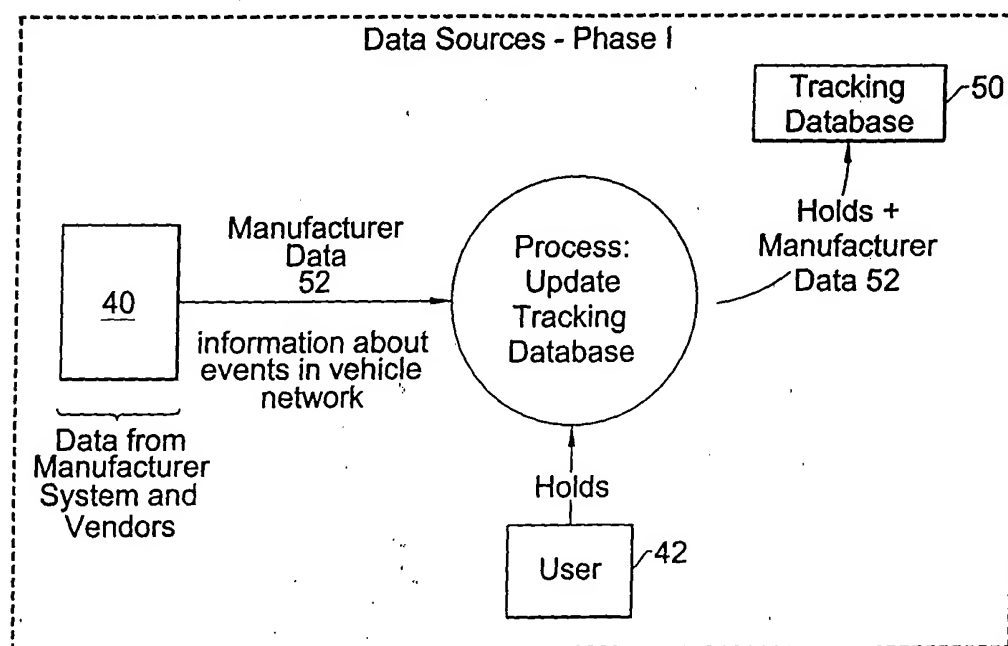 Data Sources - Phase I
Tracking
Database
50
Holds +
Manufacturer
Data 52
Manufacturer
Data
52
40
information about
events in vehicle
network
Process:
Update
Tracking
Database
Data from
Manufacturer
System and
Vendors
Holds
User
42